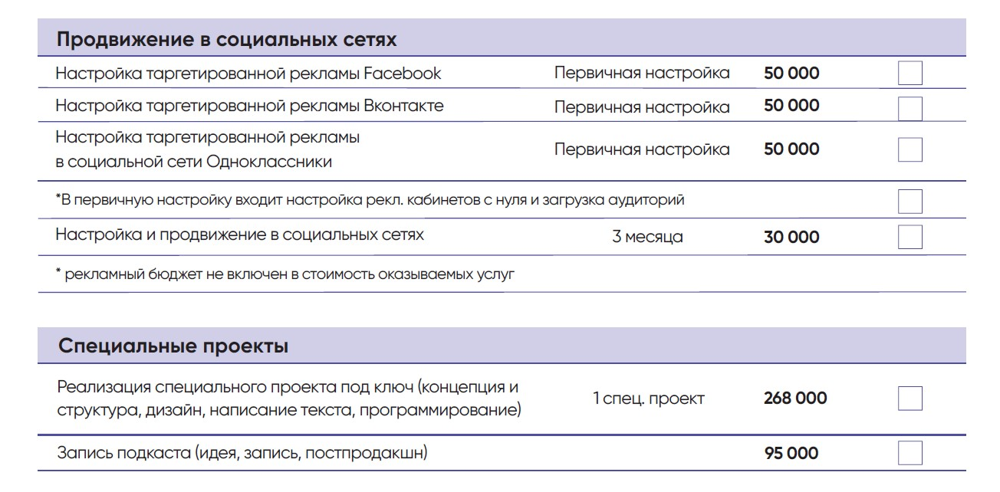 Продвижение в социальных сетях
Настройка таргетированной рекламы Facebook Первичная настройка 50 000
Настройка таргетированной рекламы Вконтакте Первичная настройка 50 000
Настройка таргетированной рекламы
в социальной сети Одноклассники Первичная настройка 50 000
*В первичную настройку входит настройка рекл. кабинетов с нуля и загрузка аудиторий
Настройка и продвижение в социальных сетях 3 месяца 30 000
* рекламный бюджет не включен в стоимость оказываемых услуг
Специальные проекты
Реализация специального проекта под ключ (концепция и
структура, дизайн, написание текста, программирование) 1 спец. проект 268 000
Запись подкаста (идея, запись, постпродакшн) 95 000